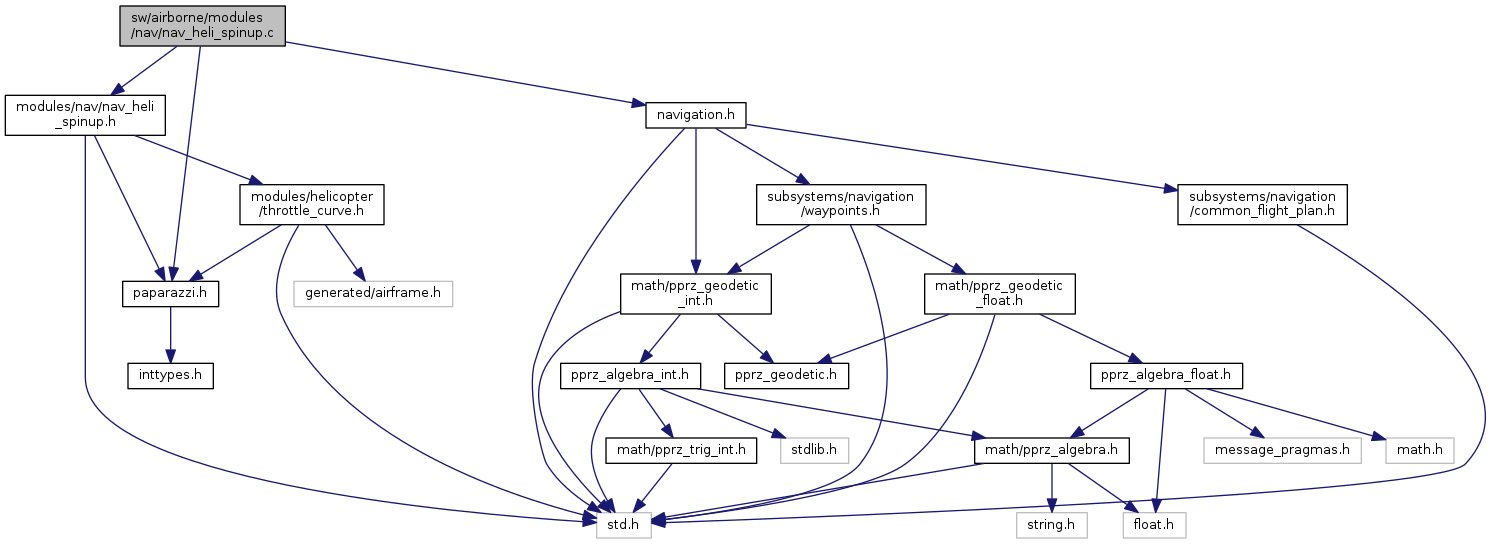 sw/airborne/modules
/nav/nav_heli_spinup.c
modules/nav/nav_heli
_spinup.h
navigation.h
modules/helicopter
/throttle_curve.h
subsystems/navigation
/waypoints.h
subsystems/navigation
/common_flight_plan.h
paparazzi.h
generated/airframe.h
math/pprz_geodetic
_int.h
math/pprz_geodetic
_float.h
inttypes.h
pprz_algebra_int.h
pprz_geodetic.h
pprz_algebra_float.h
math/pprz_trig_int.h
stdlib.h
math/pprz_algebra.h
message_pragmas.h
math.h
std.h
string.h
float.h